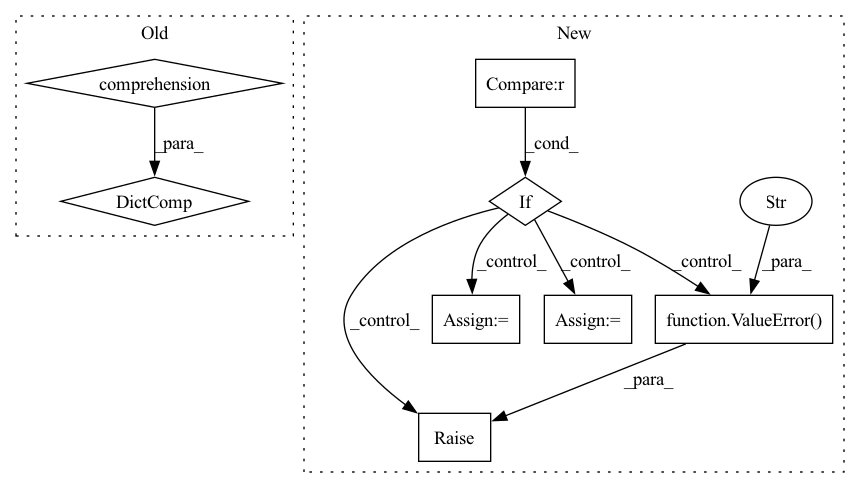 Old
New
comprehension
Compare:r
_para_
_cond_
DictComp
If
Str
_control_
_control_
_control_
_para_
_control_
Assign:=
Assign:=
function.ValueError()
_para_
Raise